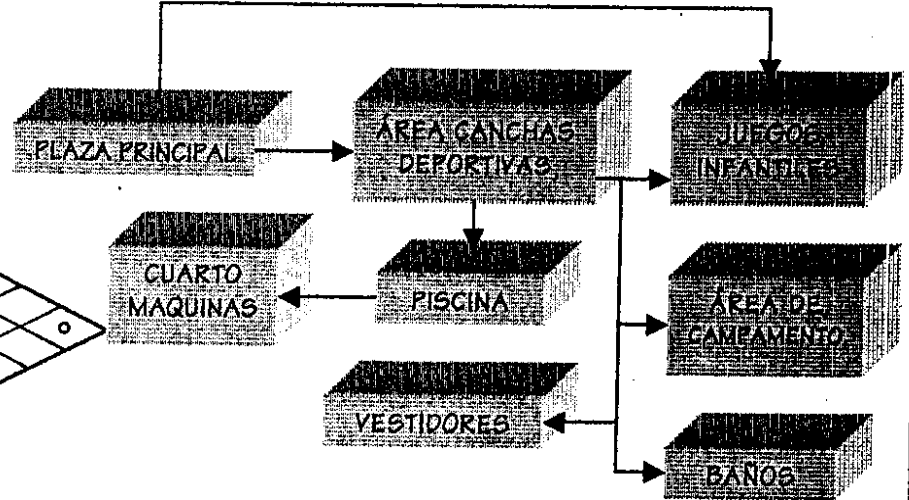 PLAZA PRINCIPAL
ÁREA CANCHAS
DEPORTIVAS
JUEGOS
INFANTILES
CUARTO
MAQUINAS
PISCINA
ÁREA DE
CAMPAMENTO
VESTIDORES
BAÑOS